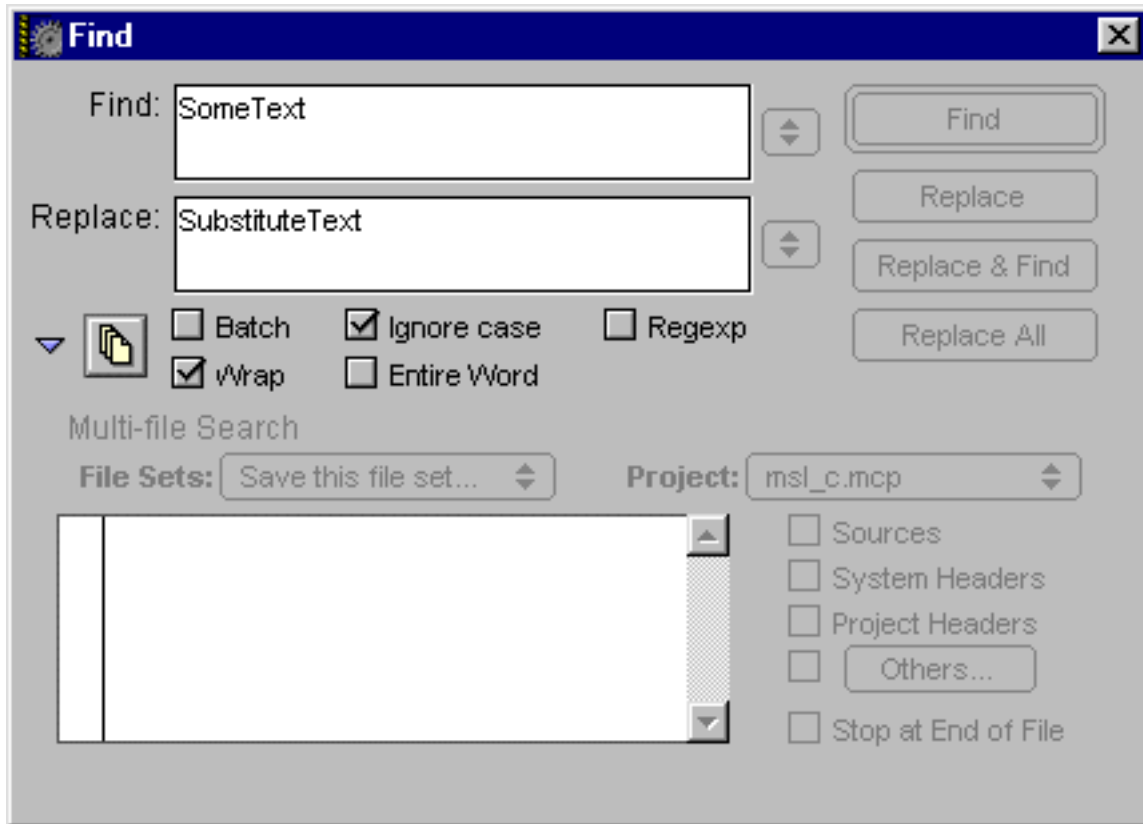 Find
Find: SomeText
Find
Replace: SubstituteText
Replace
Replace & Find
Replace All
Batch Ignore case Regexp
Wrap Entire Word
Multi-file Search
File Sets: Save this file set... Project: msl_c.mcp
Sources
System Headers
Project Headers
Others...
Stop at End of File